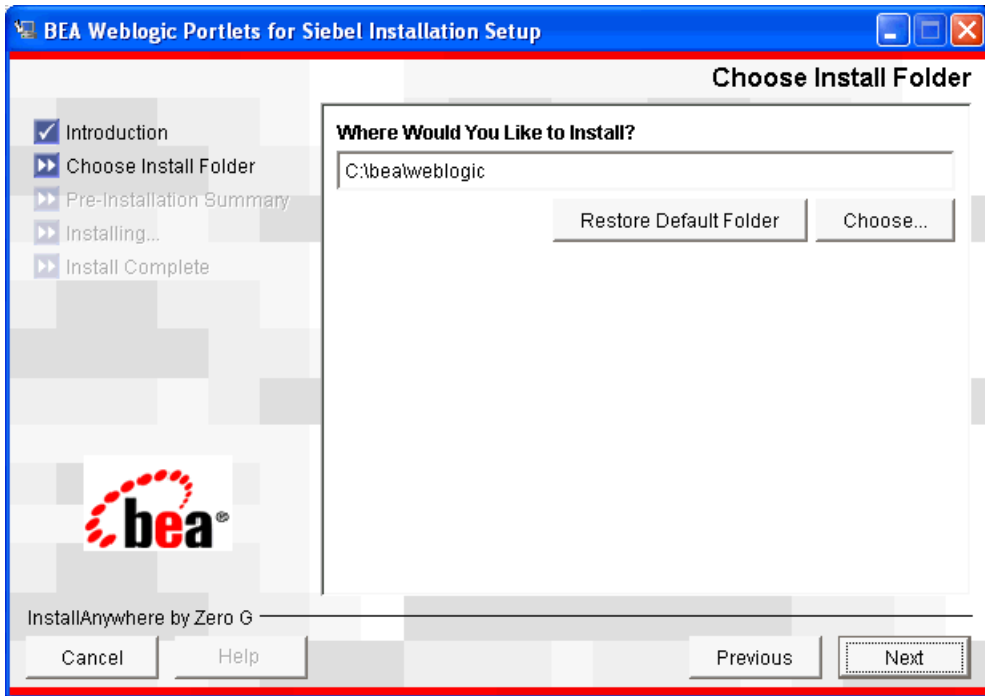 BEA Weblogic Portlets for Siebel Installation Setup
Choose Install Folder
Introduction
Choose Install Folder
Pre-Installation Summary
Installing...
Install Complete
Where Would You Like to Install?
C:\bea\weblogic
Restore Default Folder
Choose...
bea®
InstallAnywhere by Zero G
Cancel
Help
Previous
Next